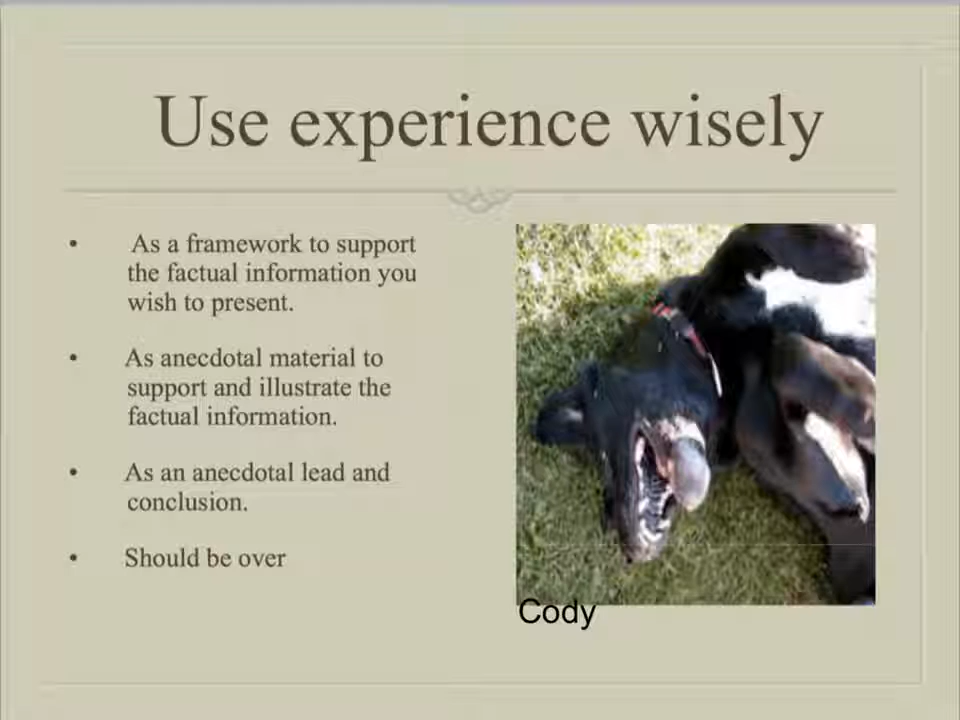 Use experience wisely
• As a framework to support
the factual information you
wish to present.
• As anecdotal material to
support and illustrate the
factual information.
• As an anecdotal lead and
conclusion.
• Should be over
Cody